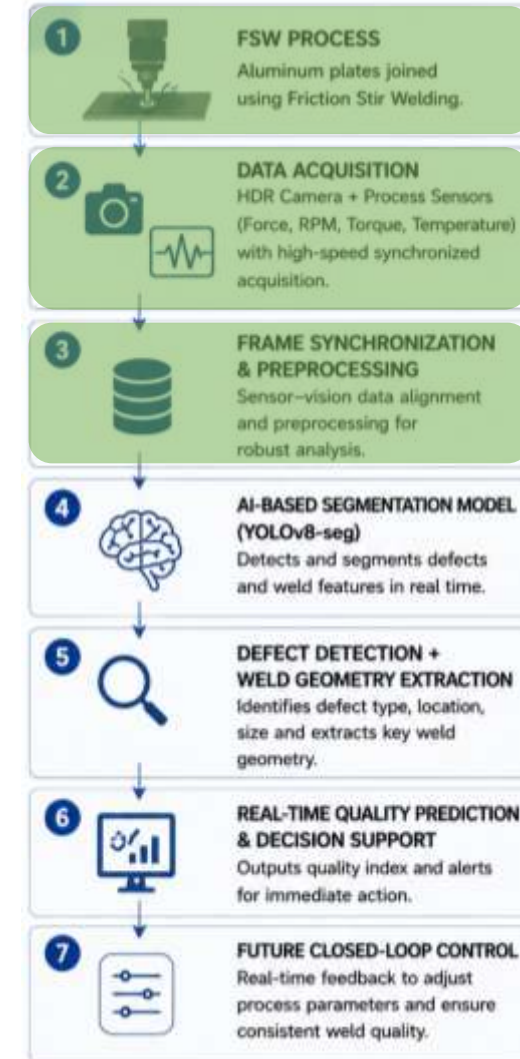 1
FSW PROCESS
Aluminum plates joined
using Friction Stir Welding.
2
DATA ACQUISITION
HDR Camera + Process Sensors
(Force, RPM, Torque, Temperature)
with high-speed synchronized
acquisition.
3
FRAME SYNCHRONIZATION
& PREPROCESSING
Sensor–vision data alignment
and preprocessing for
robust analysis.
4
AI-BASED SEGMENTATION MODEL
(YOLOv8-seg)
Detects and segments defects
and weld features in real time.
5
DEFECT DETECTION +
WELD GEOMETRY EXTRACTION
Identifies defect type, location,
size and extracts key weld
geometry.
6
REAL-TIME QUALITY PREDICTION
& DECISION SUPPORT
Outputs quality index and alerts
for immediate action.
7
FUTURE CLOSED-LOOP CONTROL
Real-time feedback to adjust
process parameters and ensure
consistent weld quality.